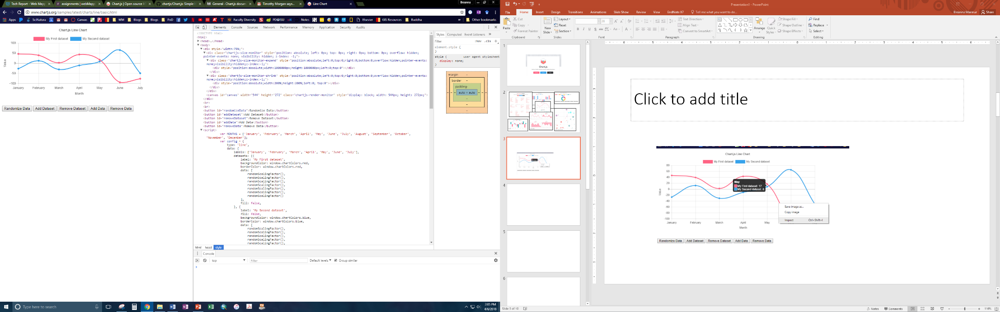 Tech Report - Web Mapp
assignments | webMapp
Chart.js | Open source HT
chartjs/Chart.js: Simple H
General · Chart.js docum
Timothy Morgan says...
Line Chart
Breanna
www.chartjs.org/samples/latest/charts/line/basic.html
Apps
SciNatura
Canvas
WM
Blogs
Blogs
PoD
Faculty Diversity
PD@ISU
Notes
Elsevier
GIS Resources
Buddha
»
Other bookmarks
Chart.js Line Chart
My First dataset
My Second dataset
100
50
0
-50
-100
Value
January
February
March
April
May
June
July
Month
Randomize Data
Add Dataset
Remove Dataset
Add Data
Remove Data
Elements
Console
Sources
Network
Performance
Memory
Application
Security
Audits
<!DOCTYPE html>
<html>
<head>…</head>
<body>
<div style="width:75%;">
<div class="chartjs-size-monitor" style="position: absolute; left: 0px; top: 0px; right: 0px; bottom: 0px; overflow: hidden;
pointer-events: none; visibility: hidden; z-index: -1;">
<div class="chartjs-size-monitor-expand" style="position:absolute;left:0;top:0;right:0;bottom:0;overflow:hidden;pointer-events:
none;visibility:hidden;z-index:-1;">
<div style="position:absolute;width:1000000px;height:1000000px;left:0;top:0"></div>
</div>
<div class="chartjs-size-monitor-shrink" style="position:absolute;left:0;top:0;right:0;bottom:0;overflow:hidden;pointer-events:
none;visibility:hidden;z-index:-1;">
<div style="position:absolute;width:200%;height:200%;left:0; top:0"></div>
</div>
</div>
<canvas id="canvas" width="544" height="272" class="chartjs-render-monitor" style="display: block; width: 544px; height: 272px;">
</div>
<br>
<br>
<button id="randomizeData">Randomize Data</button>
<button id="addDataset">Add Dataset</button>
<button id="removeDataset">Remove Dataset</button>
<button id="addData">Add Data</button>
<button id="removeData">Remove Data</button>
<script>
var MONTHS = ['January', 'February', 'March', 'April', 'May', 'June', 'July', 'August', 'September', 'October',
'November', 'December'];
var config = {
type: 'line',
data: {
labels: ['January', 'February', 'March', 'April', 'May', 'June', 'July'],
datasets: [{
label: 'My First dataset',
backgroundColor: window.chartColors.red,
borderColor: window.chartColors.red,
data: [
randomScalingFactor(),
randomScalingFactor(),
randomScalingFactor(),
randomScalingFactor(),
randomScalingFactor(),
randomScalingFactor(),
randomScalingFactor()
],
fill: false,
}, {
label: 'My Second dataset',
fill: false,
backgroundColor: window.chartColors.blue,
borderColor: window.chartColors.blue,
data: [
randomScalingFactor(),
randomScalingFactor(),
randomScalingFactor(),
randomScalingFactor(),
randomScalingFactor(),
html head style
Console
top
Filter
Default levels
Group similar
Styles
Computed
Event Listeners
»
Filter
:hov .cls +
element.style {
}
style {
user agent stylesheet
display: none;
}
margin
border
padding-
auto × auto
Type here to search
2:05 PM
4/6/2018
Presentation1 - PowerPoint
File
Home
Insert
Design
Transitions
Animations
Slide Show
Review
View
EndNote X7
Tell me what you want to do...
Breanna Marmur
Share
Paste
Cut
Copy
Format Painter
Clipboard
New
Slide
Layout
Reset
Section
Slides
28
Font
Text Direction
Align Text
Convert to SmartArt
Paragraph
Arrange
Quick
Styles
Shape Fill
Shape Outline
Shape Effects
Drawing
Find
Replace
Select
Editing
1
Chart.js
2
3
4
5
6
Click to add title
Chart.js Line Chart
My First dataset
My Second dataset
80
60
40
20
0
-20
-40
-60
-80
-100
Value
May
My First dataset: 17
My Second dataset: 8
Save image as...
Copy image
Inspect
Ctrl+Shift+I
January
February
March
April
May
Month
Randomize Data
Add Dataset
Remove Dataset
Add Data
Remove Data
Slide 3 of 10
Notes
Comments
116%